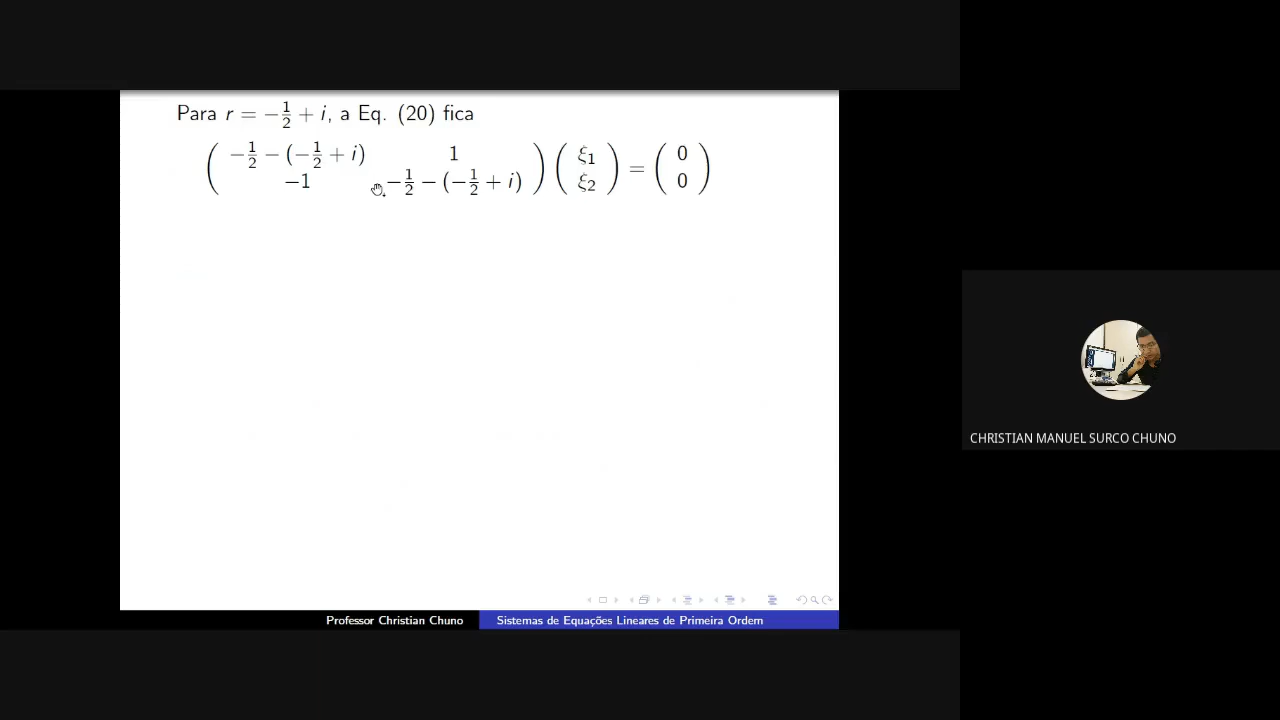 Para r = −1/2 + i, a Eq. (20) fica
( −1/2 − (−1/2 + i) 1 ) ( ξ1 ) = ( 0 )
( −1 −1/2 − (−1/2 + i) ) ( ξ2 ) ( 0 )
CHRISTIAN MANUEL SURCO CHUNO
Professor Christian Chuno Sistemas de Equações Lineares de Primeira Ordem